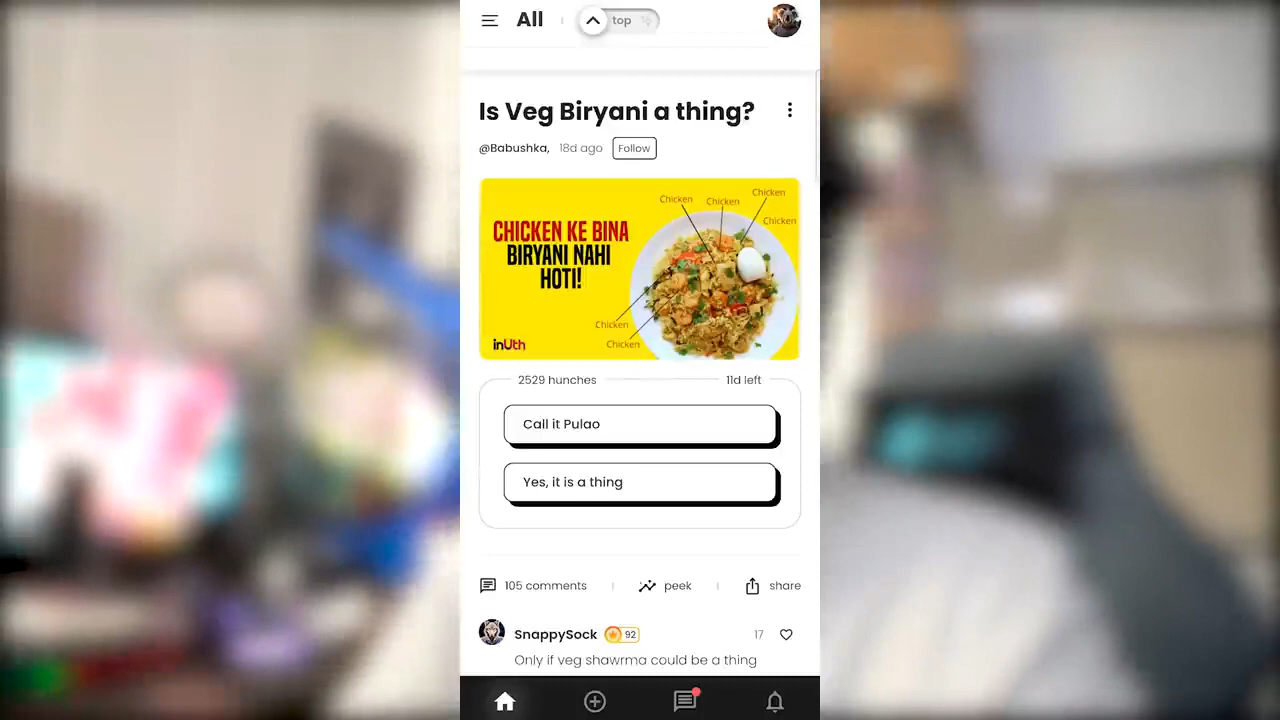 All
top
Is Veg Biryani a thing?
@Babushka, 18d ago Follow
Chicken Chicken Chicken
Chicken
CHICKEN KE BINA
BIRYANI NAHI
HOTI!
Chicken
Chicken
inUth
2529 hunches 11d left
Call it Pulao
Yes, it is a thing
105 comments peek share
SnappySock 92 17
Only if veg shawrma could be a thing